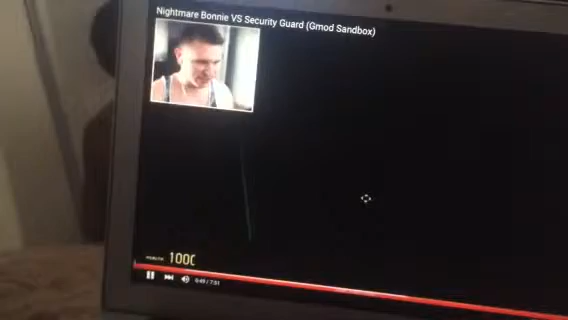 Nightmare Bonnie VS Security Guard (Gmod Sandbox)
HEALTH 100
6:49 / 7:51